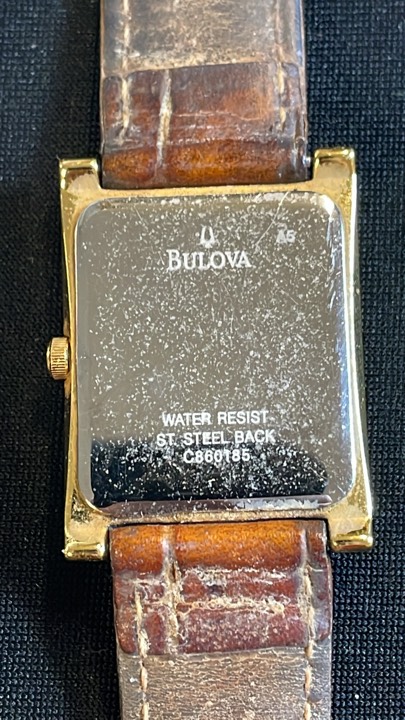 A5
BULOVA
WATER RESIST
ST. STEEL BACK
C860185